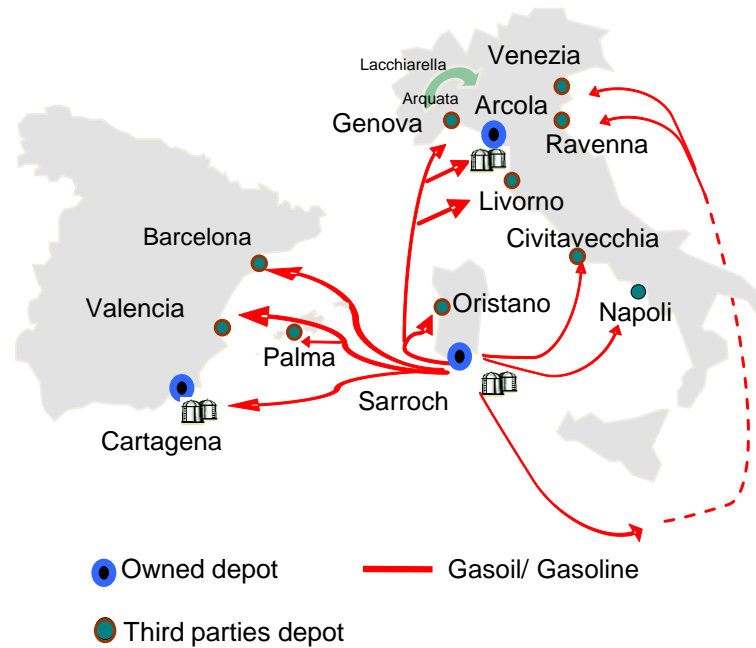 Venezia
Lacchiarella
Arquata
Arcola
Genova
Ravenna
Livorno
Barcelona
Civitavecchia
Valencia
Oristano
Napoli
Palma
Sarroch
Cartagena
Owned depot
Gasoil/ Gasoline
Third parties depot